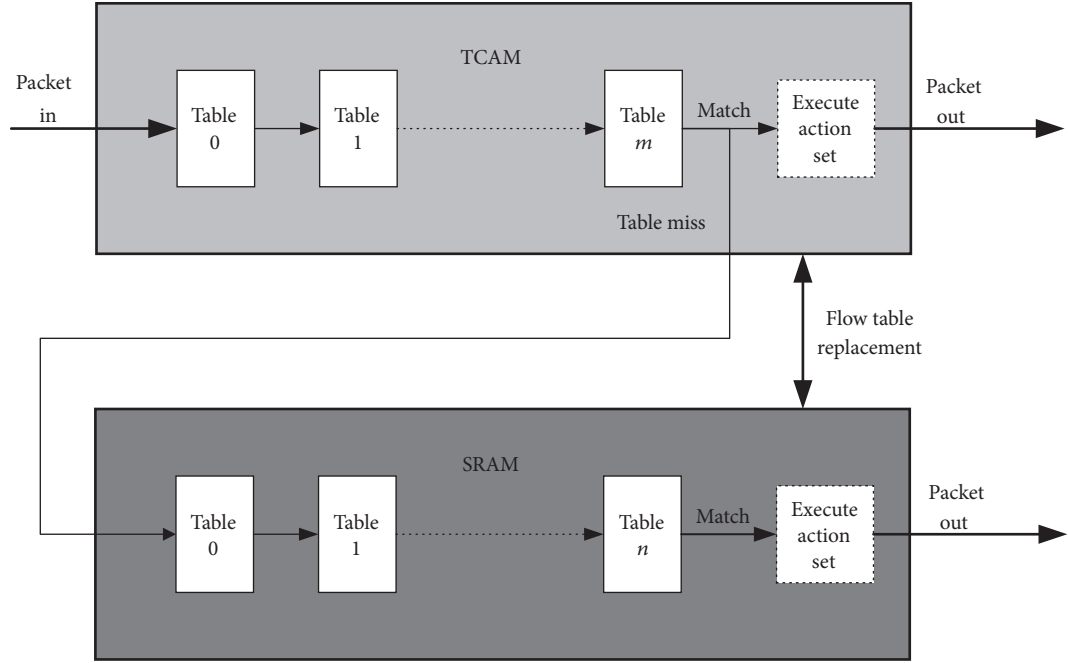 TCAM
Packet
in
Table
0
Table
1
Table
m
Match
Execute
action
set
Packet
out
Table miss
Flow table
replacement
SRAM
Table
0
Table
1
Table
n
Match
Execute
action
set
Packet
out